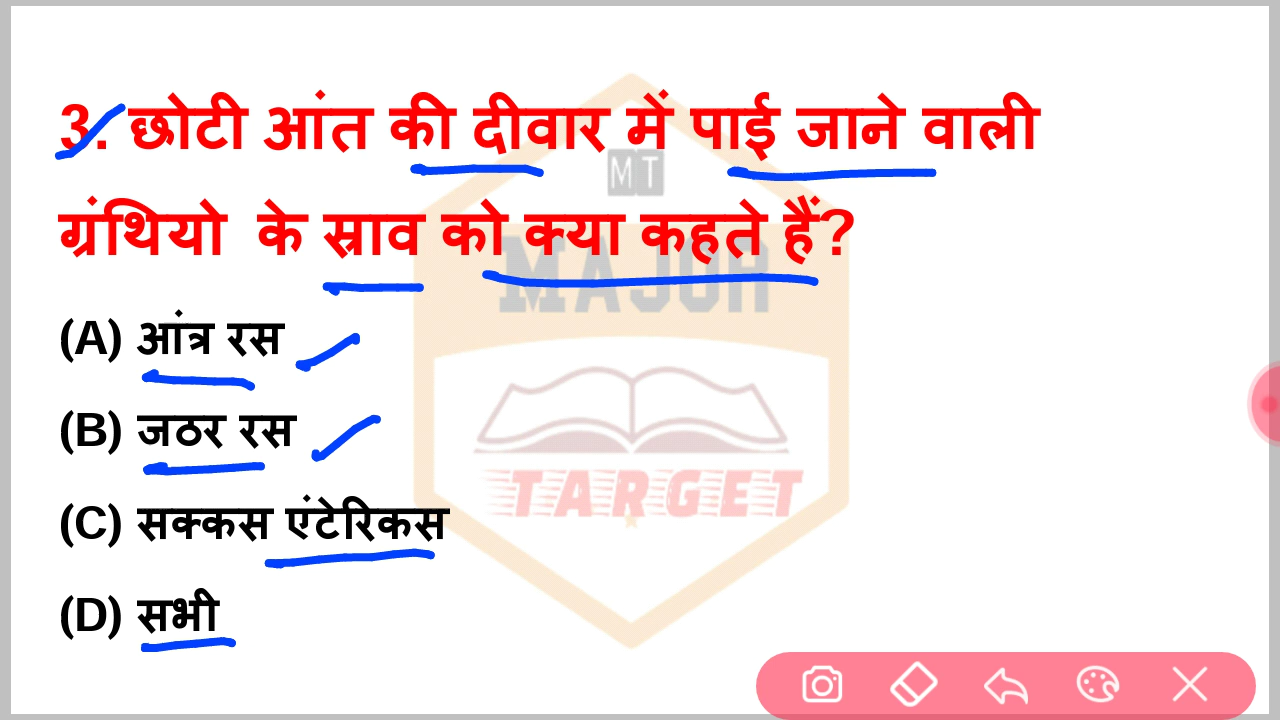 3. छोटी आंत की दीवार में पाई जाने वाली
ग्रंथियो के स्राव को क्या कहते हैं?
(A) आंत्र रस
(B) जठर रस
(C) सक्कस एंटेरिकस
(D) सभी
MT
MAJOR
TARGET